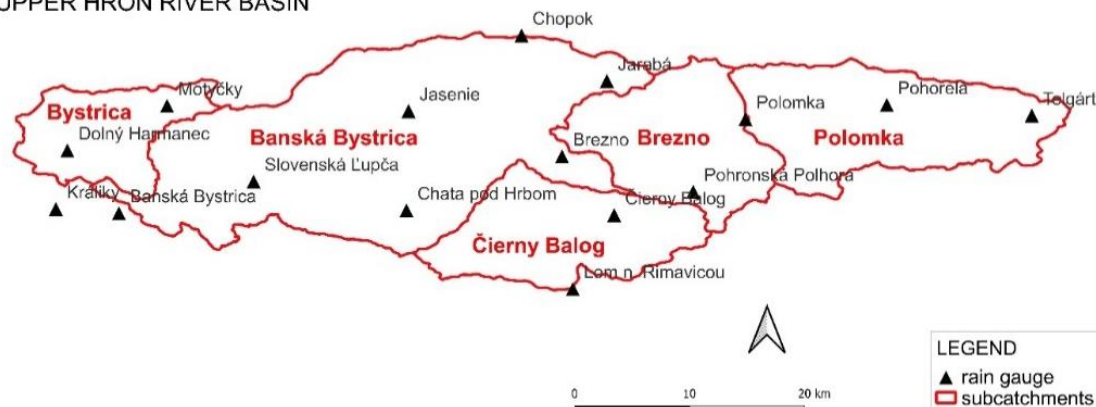 UPPER HRON RIVER BASIN
Chopok
Jarabá
Motyčky
Jasenie
Pohorelá
Telgárt
Bystrica
Polomka
Dolný Harmanec
Banská Bystrica
Brezno
Brezno
Polomka
Slovenská Ľupča
Pohronská Polhora
Králiky
Banská Bystrica
Chata pod Hrbom
Čierny Balog
Čierny Balog
Lom n. Rimavicou
LEGEND
rain gauge
subcatchments
0 10 20 km